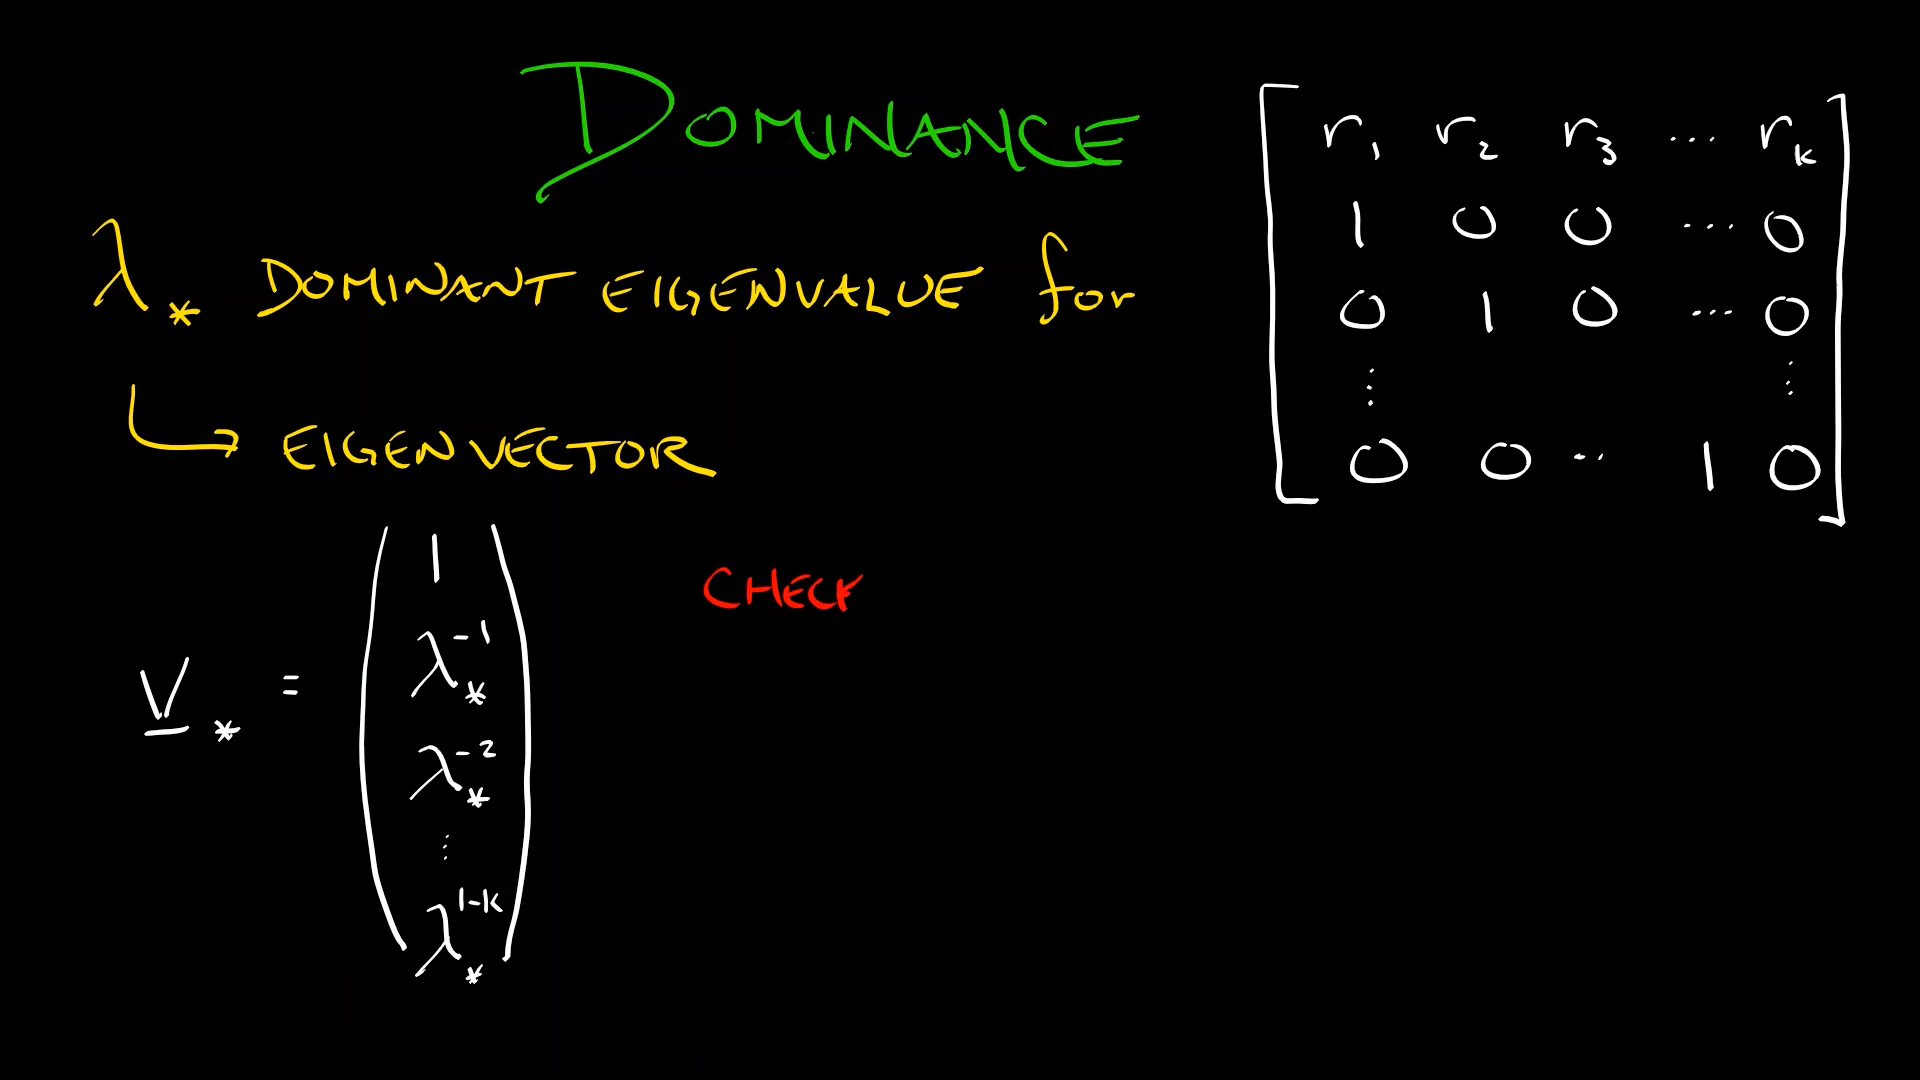 DOMINANCE
λ* DOMINANT EIGENVALUE for
r₁ r₂ r₃ ... rₖ
1 0 0 ... 0
0 1 0 ... 0
⋮ ⋮
0 0 .. 1 0
↳ EIGENVECTOR
CHECK
V* =
1
λ*⁻¹
λ*⁻²
⋮
λ*¹⁻ᴷ